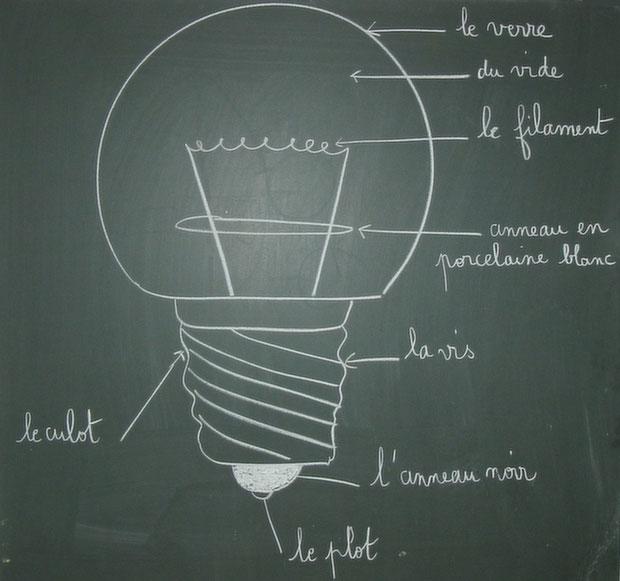 le verre
du vide
le filament
anneau en
porcelaine blanc
la vis
le culot
l'anneau noir
le plot